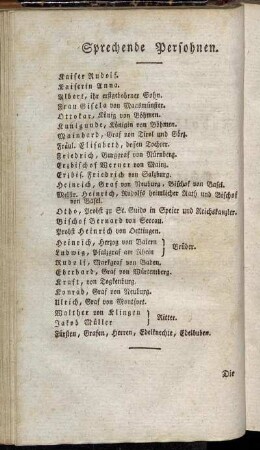 Sprechende Persohnen.
Kaiser Rudolf.
Kaiserin Anna.
Albert, ihr erstgebohrner Sohn.
Frau Gisela von Masmünster.
Ottokar, König von Böhmen.
Kunigunde, Königin von Böhmen.
Mainhard, Graf von Tirol und Görz.
Fräul. Elisabeth, deßen Tochter.
Friedrich, Burggraf von Nürnberg.
Erzbischof Werner von Mainz.
Erzbis. Friedrich von Salzburg.
Heinrich, Graf von Neuburg, Bischof von Basel.
Heinrich, Rudolfs heimlicher Rath und Bischof
von Basel.
Otho, Probst zu St. Guido in Speier und Reichskanzler.
Bischof Bernard von Seccau.
Probst Heinrich von Oettingen.
Heinrich, Herzog von Baiern
Ludwig, Pfalzgraf am Rhein } Brüder.
Rudolf, Markgraf von Baden.
Eberhard, Graf von Würtemberg.
Kraft, von Toggenburg.
Konrad, Graf von Neuburg.
Ulrich, Graf von Montfort.
Walther von Klingen
Jakob Müller } Ritter.
Fürsten, Grafen, Herren, Edelknechte, Edelbuben.
Die